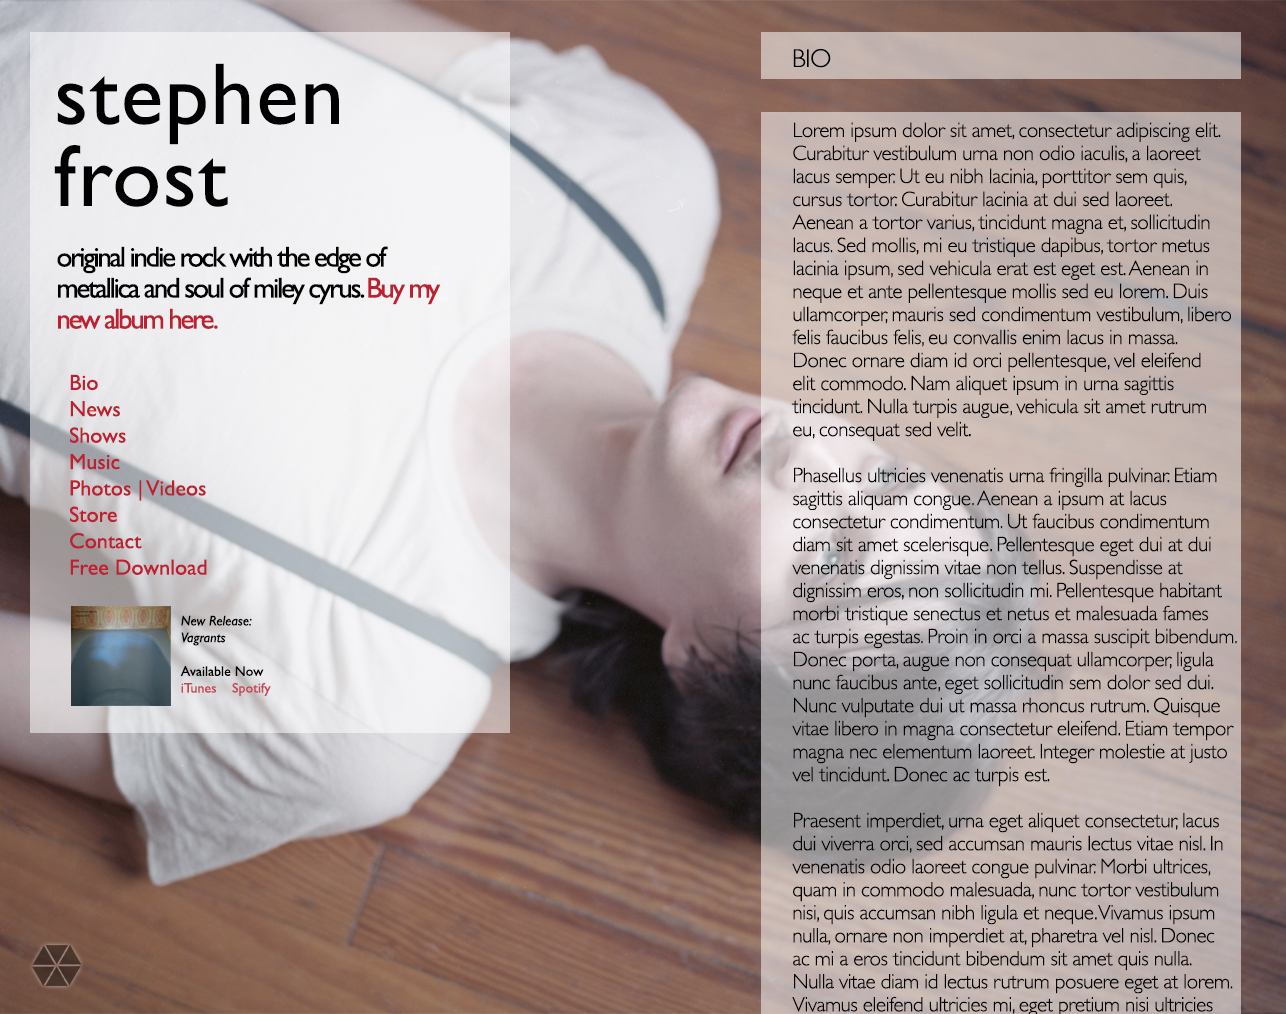 stephen
frost
original indie rock with the edge of
metallica and soul of miley cyrus. Buy my
new album here.
Bio
News
Shows
Music
Photos | Videos
Store
Contact
Free Download
New Release:
Vagrants
Available Now
iTunes Spotify
BIO
Lorem ipsum dolor sit amet, consectetur adipiscing elit.
Curabitur vestibulum urna non odio iaculis, a laoreet
lacus semper. Ut eu nibh lacinia, porttitor sem quis,
cursus tortor. Curabitur lacinia at dui sed laoreet.
Aenean a tortor varius, tincidunt magna et, sollicitudin
lacus. Sed mollis, mi eu tristique dapibus, tortor metus
lacinia ipsum, sed vehicula erat est eget est. Aenean in
neque et ante pellentesque mollis sed eu lorem. Duis
ullamcorper, mauris sed condimentum vestibulum, libero
felis faucibus felis, eu convallis enim lacus in massa.
Donec ornare diam id orci pellentesque, vel eleifend
elit commodo. Nam aliquet ipsum in urna sagittis
tincidunt. Nulla turpis augue, vehicula sit amet rutrum
eu, consequat sed velit.
Phasellus ultricies venenatis urna fringilla pulvinar. Etiam
sagittis aliquam congue. Aenean a ipsum at lacus
consectetur condimentum. Ut faucibus condimentum
diam sit amet scelerisque. Pellentesque eget dui at dui
venenatis dignissim vitae non tellus. Suspendisse at
dignissim eros, non sollicitudin mi. Pellentesque habitant
morbi tristique senectus et netus et malesuada fames
ac turpis egestas. Proin in orci a massa suscipit bibendum.
Donec porta, augue non consequat ullamcorper, ligula
nunc faucibus ante, eget sollicitudin sem dolor sed dui.
Nunc vulputate dui ut massa rhoncus rutrum. Quisque
vitae libero in magna consectetur eleifend. Etiam tempor
magna nec elementum laoreet. Integer molestie at justo
vel tincidunt. Donec ac turpis est.
Praesent imperdiet, urna eget aliquet consectetur, lacus
dui viverra orci, sed accumsan mauris lectus vitae nisl. In
venenatis odio laoreet congue pulvinar. Morbi ultrices,
quam in commodo malesuada, nunc tortor vestibulum
nisi, quis accumsan nibh ligula et neque. Vivamus ipsum
nulla, ornare non imperdiet at, pharetra vel nisl. Donec
ac mi a eros tincidunt bibendum sit amet quis nulla.
Nulla vitae diam id lectus rutrum posuere eget at lorem.
Vivamus eleifend ultricies mi, eget pretium nisi ultricies